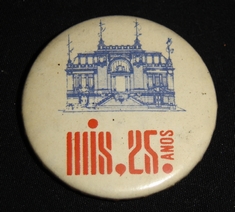 mis, 25. ANOS